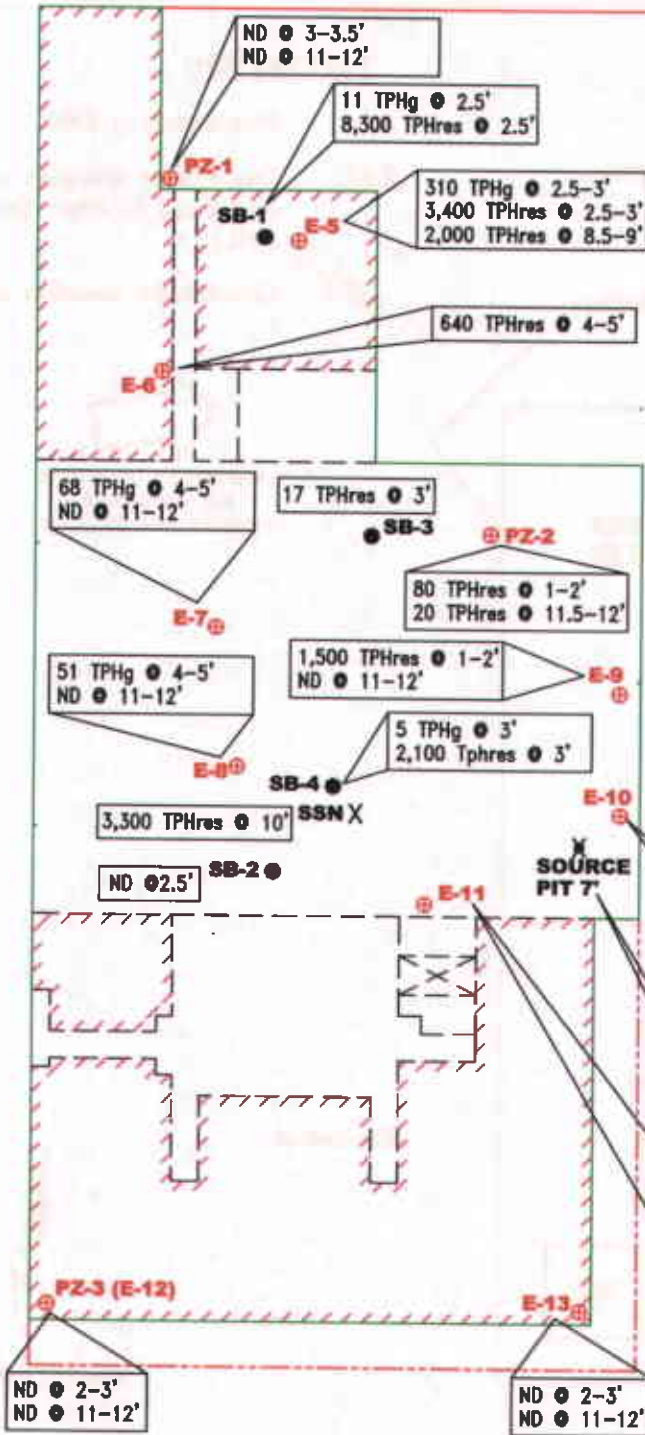 ND @ 3-3.5'
ND @ 11-12'
11 TPHg @ 2.5'
8,300 TPHres @ 2.5'
PZ-1
310 TPHg @ 2.5-3'
3,400 TPHres @ 2.5-3'
2,000 TPHres @ 8.5-9'
SB-1
E-5
640 TPHres @ 4-5'
E-6
68 TPHg @ 4-5'
ND @ 11-12'
17 TPHres @ 3'
SB-3
PZ-2
80 TPHres @ 1-2'
20 TPHres @ 11.5-12'
E-7
51 TPHg @ 4-5'
ND @ 11-12'
1,500 TPHres @ 1-2'
ND @ 11-12'
E-9
5 TPHg @ 3'
2,100 Tphres @ 3'
E-8
SB-4
3,300 TPHres @ 10'
SSN X
E-10
X
SOURCE
PIT 7'
ND @2.5'
SB-2
E-11
PZ-3 (E-12)
E-13
ND @ 2-3'
ND @ 11-12'
ND @ 2-3'
ND @ 11-12'